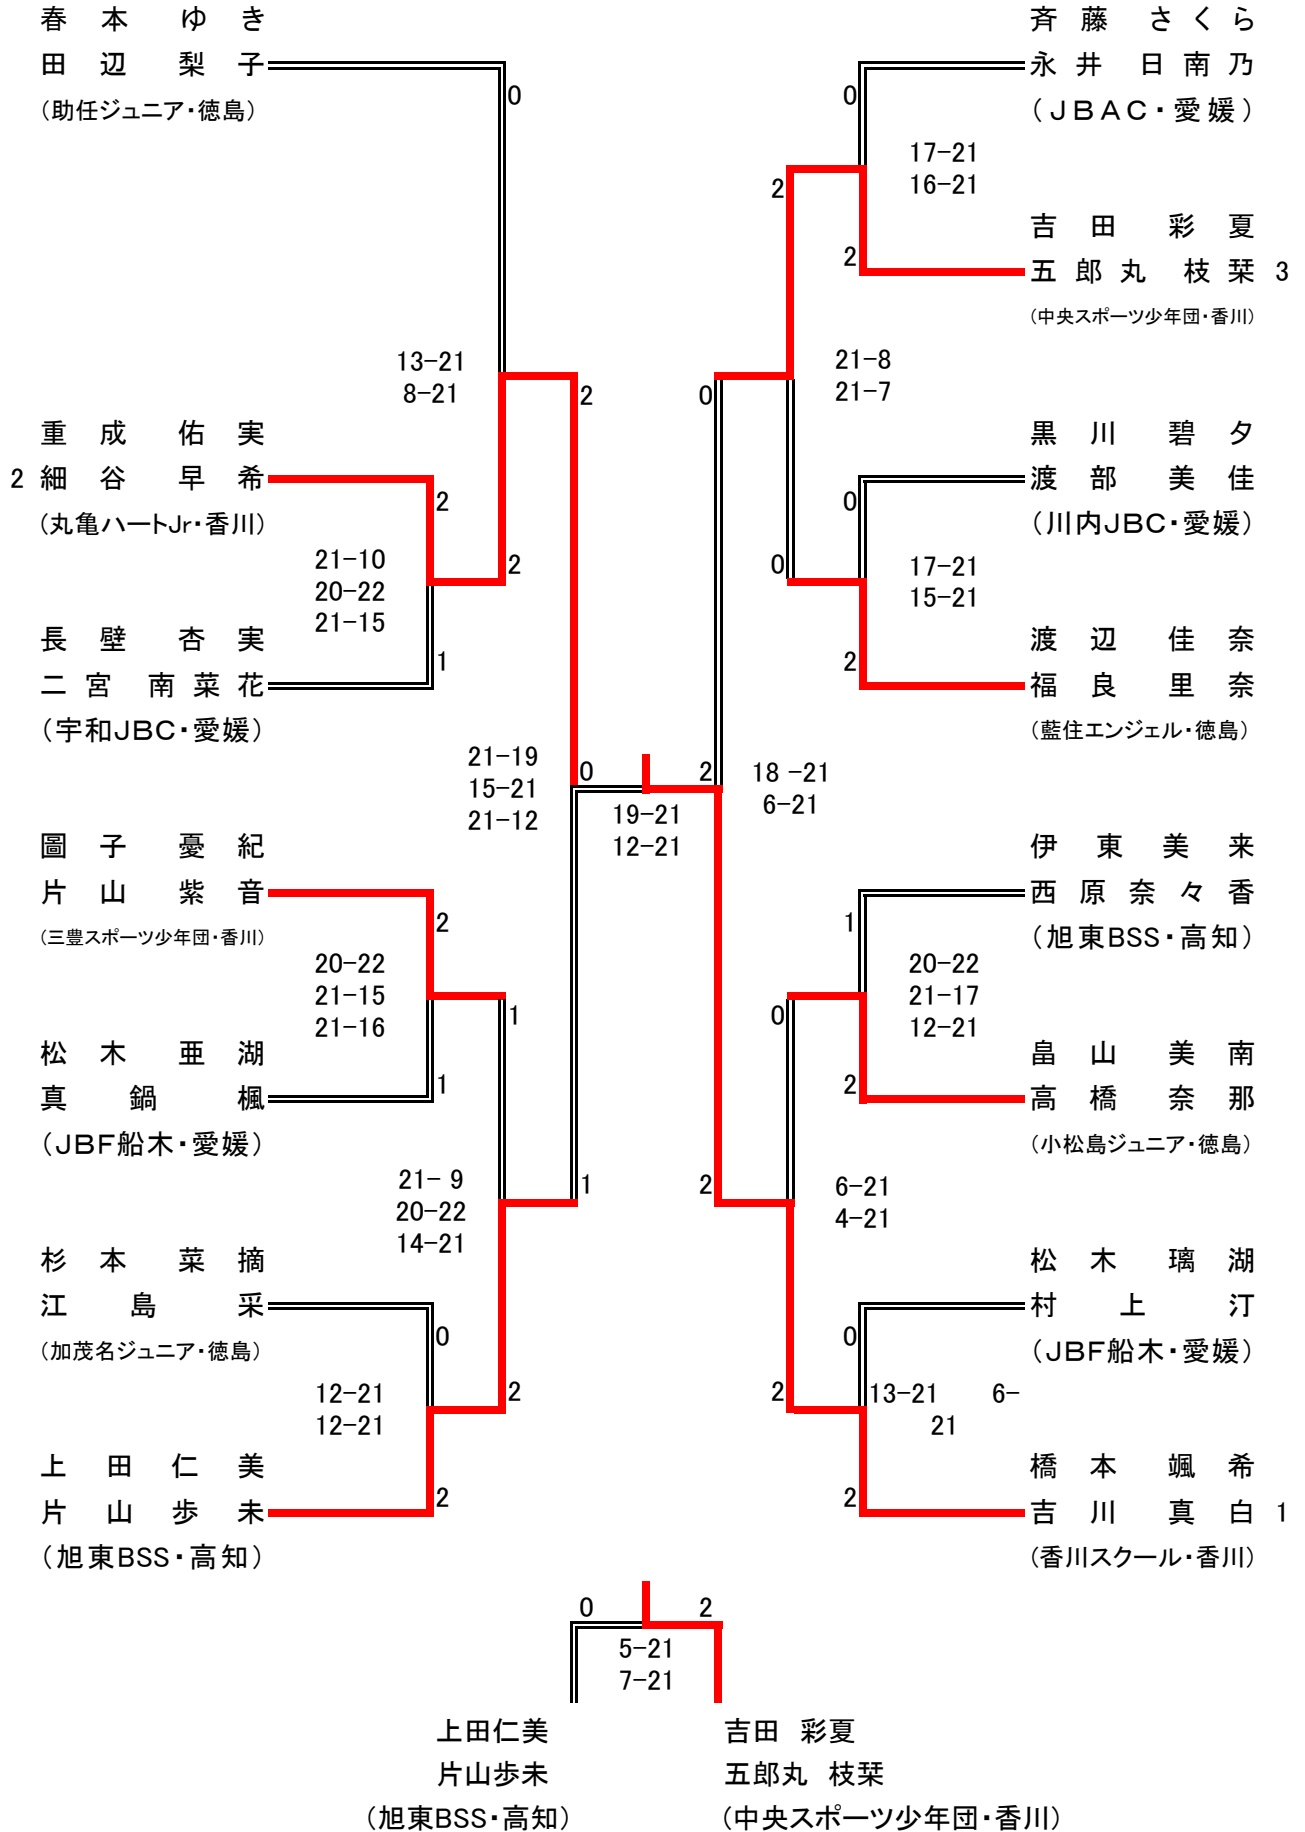 春本 ゆき
田辺 梨子
（助任ジュニア・徳島）
0
13-21
8-21
2
重成 佑実
2 細谷 早希
（丸亀ハートJr・香川）
2
21-10
20-22
21-15
2
長壁 杏実
1
二宮 南菜花
（宇和JBC・愛媛）
21-19
15-21
21-12
0
圖子 憂紀
片山 紫音
（三豊スポーツ少年団・香川）
2
20-22
21-15
21-16
1
松木 亜湖
真鍋 楓
1
（JBF船木・愛媛）
21- 9
20-22
14-21
1
杉本 菜摘
江島 采
（加茂名ジュニア・徳島）
0
12-21
12-21
2
上田 仁美
片山 歩未
2
（旭東BSS・高知）
19-21
12-21
斉藤 さくら
永井 日南乃
（JBAC・愛媛）
0
17-21
16-21
2
吉田 彩夏
五郎丸 枝栞 3
2
（中央スポーツ少年団・香川）
21-8
21-7
0
黒川 碧夕
渡部 美佳
（川内JBC・愛媛）
0
17-21
15-21
0
渡辺 佳奈
福良 里奈
2
（藍住エンジェル・徳島）
2
18 -21
6-21
伊東 美来
西原 奈々香
（旭東BSS・高知）
1
20-22
21-17
12-21
0
畠山 美南
高橋 奈那
2
（小松島ジュニア・徳島）
2
6-21
4-21
松木 璃湖
村上 汀
（JBF船木・愛媛）
0
13-21 6-
21
2
橋本 颯希
吉川 真白 1
2
（香川スクール・香川）
0 2
5-21
7-21
上田仁美
片山歩未
（旭東BSS・高知）
吉田 彩夏
五郎丸 枝栞
（中央スポーツ少年団・香川）